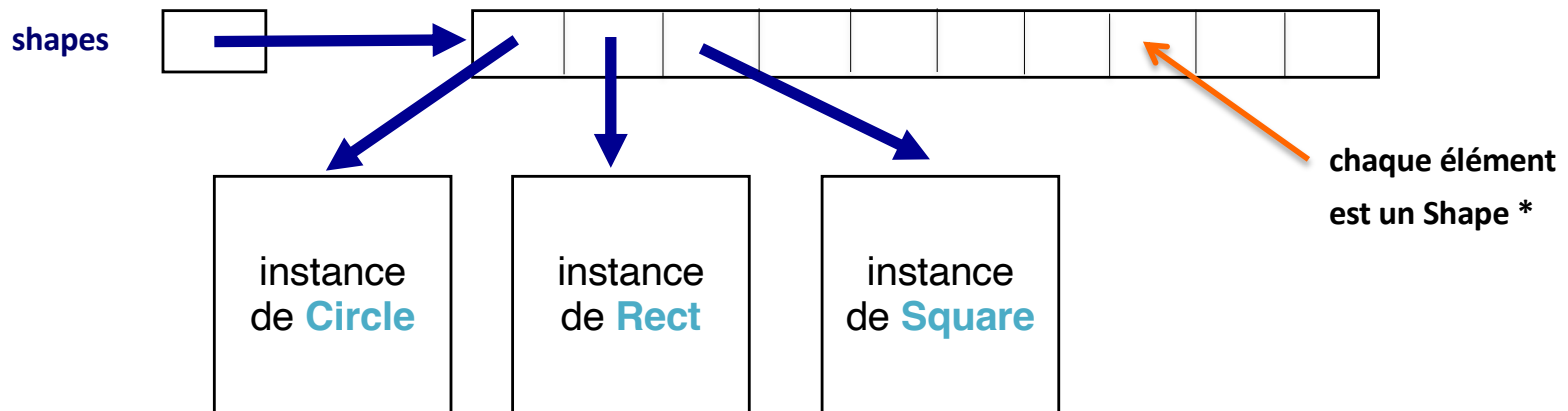 shapes
chaque élément
est un Shape *
instance
de Circle
instance
de Rect
instance
de Square